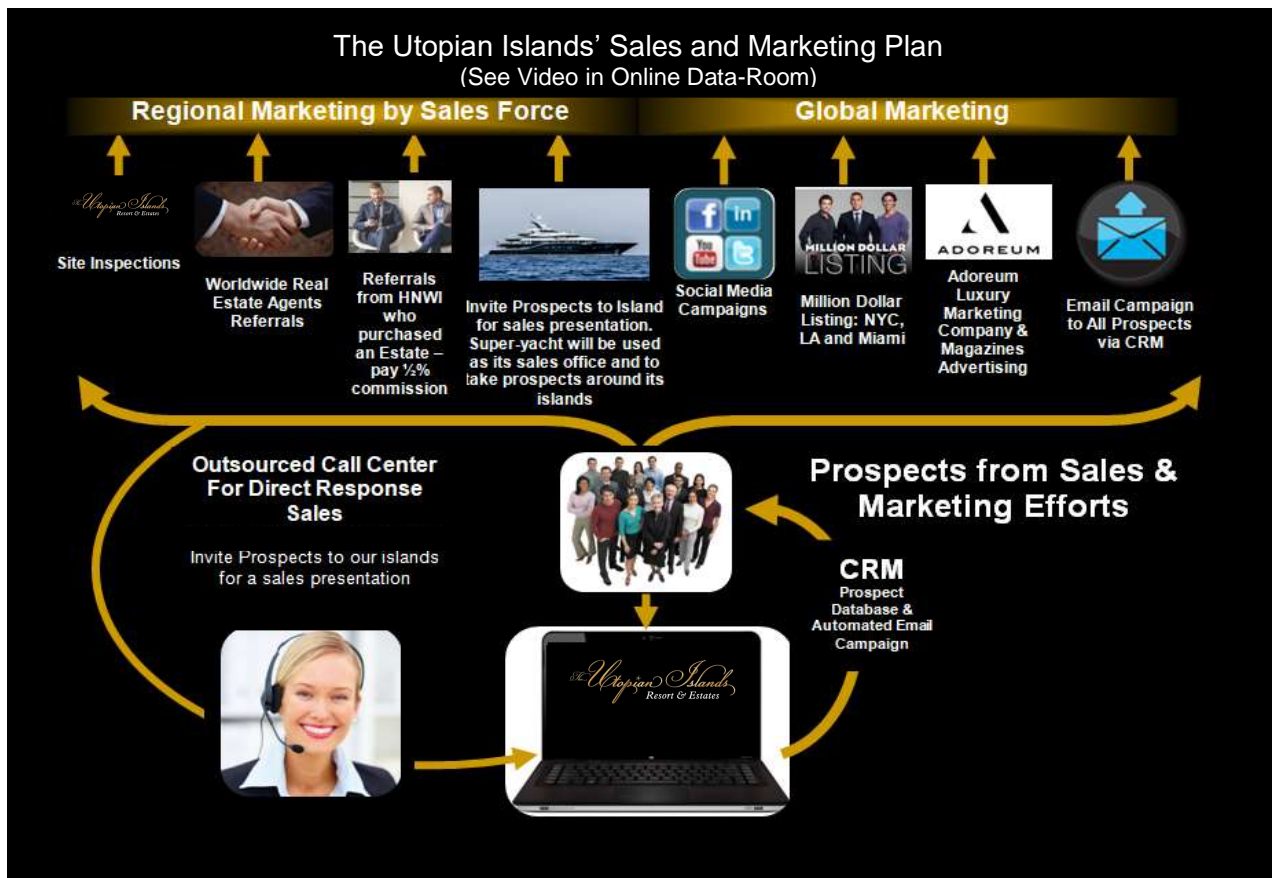 The Utopian Islands’ Sales and Marketing Plan
(See Video in Online Data-Room)
Regional Marketing by Sales Force
Global Marketing
The Utopian Islands
Resort & Estates
Site Inspections
Worldwide Real
Estate Agents
Referrals
Referrals
from HNWI
who
purchased
an Estate –
pay ½%
commission
Invite Prospects to Island
for sales presentation.
Super-yacht will be used
as its sales office and to
take prospects around its
islands
f
in
You
Tube
t
Social Media
Campaigns
MILLION DOLLAR
LISTING
Million Dollar
Listing: NYC,
LA and Miami
ADOREUM
Adoreum
Luxury
Marketing
Company &
Magazines
Advertising
Email Campaign
to All Prospects
via CRM
Outsourced Call Center
For Direct Response
Sales
Invite Prospects to our islands
for a sales presentation
Prospects from Sales &
Marketing Efforts
CRM
Prospect
Database &
Automated Email
Campaign
The Utopian Islands
Resort & Estates